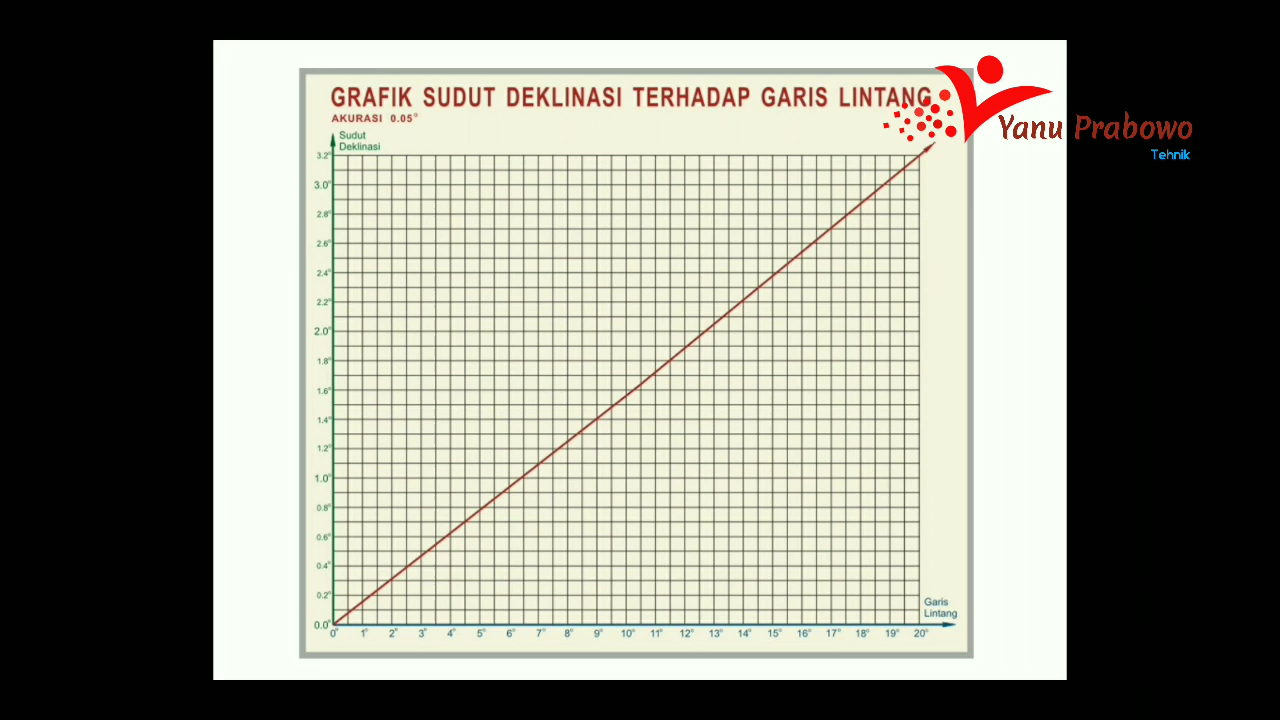 GRAFIK SUDUT DEKLINASI TERHADAP GARIS LINTANG
AKURASI 0.05°
Yanu Prabowo
Tehnik
Sudut
Deklinasi
3.2°
3.0°
2.8°
2.6°
2.4°
2.2°
2.0°
1.8°
1.6°
1.4°
1.2°
1.0°
0.8°
0.6°
0.4°
0.2°
0.0°
Garis
Lintang
0° 1° 2° 3° 4° 5° 6° 7° 8° 9° 10° 11° 12° 13° 14° 15° 16° 17° 18° 19° 20°